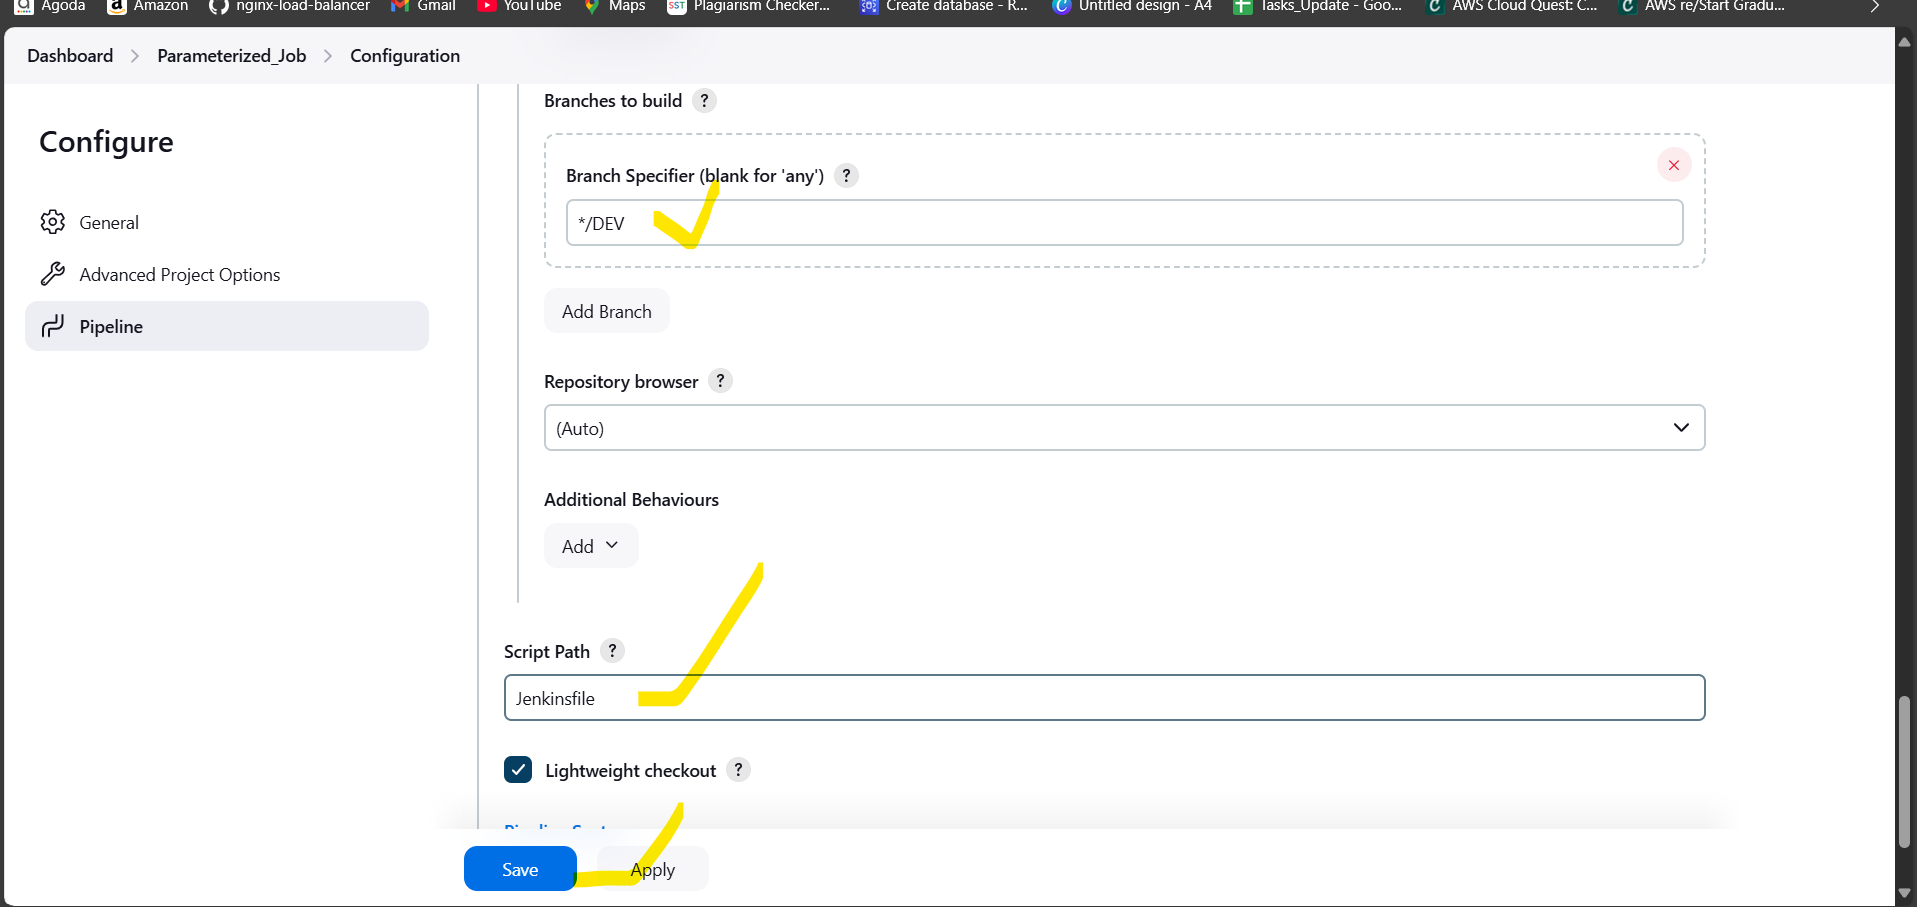 Agoda Amazon nginx-load-balancer Gmail YouTube Maps SST Plagiarism Checker... Create database - R... Untitled design - A4 Tasks_Update - Goo... AWS Cloud Quest: C... AWS re/Start Gradu...
Dashboard Parameterized_Job Configuration
Configure
General
Advanced Project Options
Pipeline
Branches to build ?
Branch Specifier (blank for 'any') ?
*/DEV
Add Branch
Repository browser ?
(Auto)
Additional Behaviours
Add
Script Path ?
Jenkinsfile
Lightweight checkout ?
Save Apply